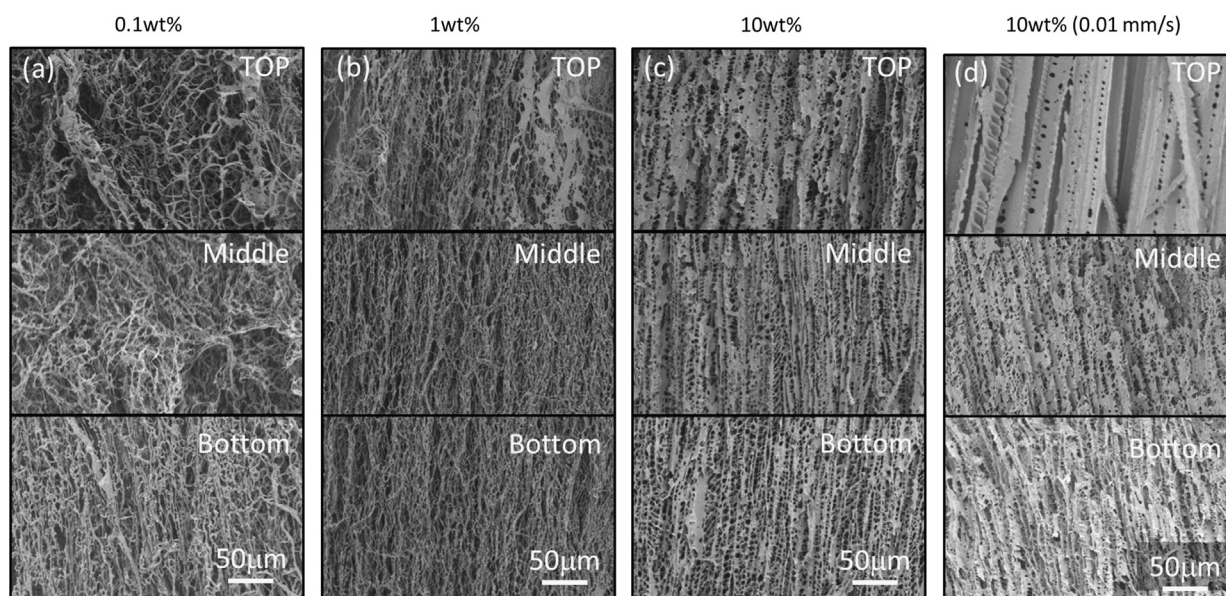 0.1wt% 1wt% 10wt% 10wt% (0.01 mm/s)
(a) TOP (b) TOP (c) TOP (d) TOP
Middle Middle Middle Middle
Bottom Bottom Bottom Bottom
50μm 50μm 50μm 50μm